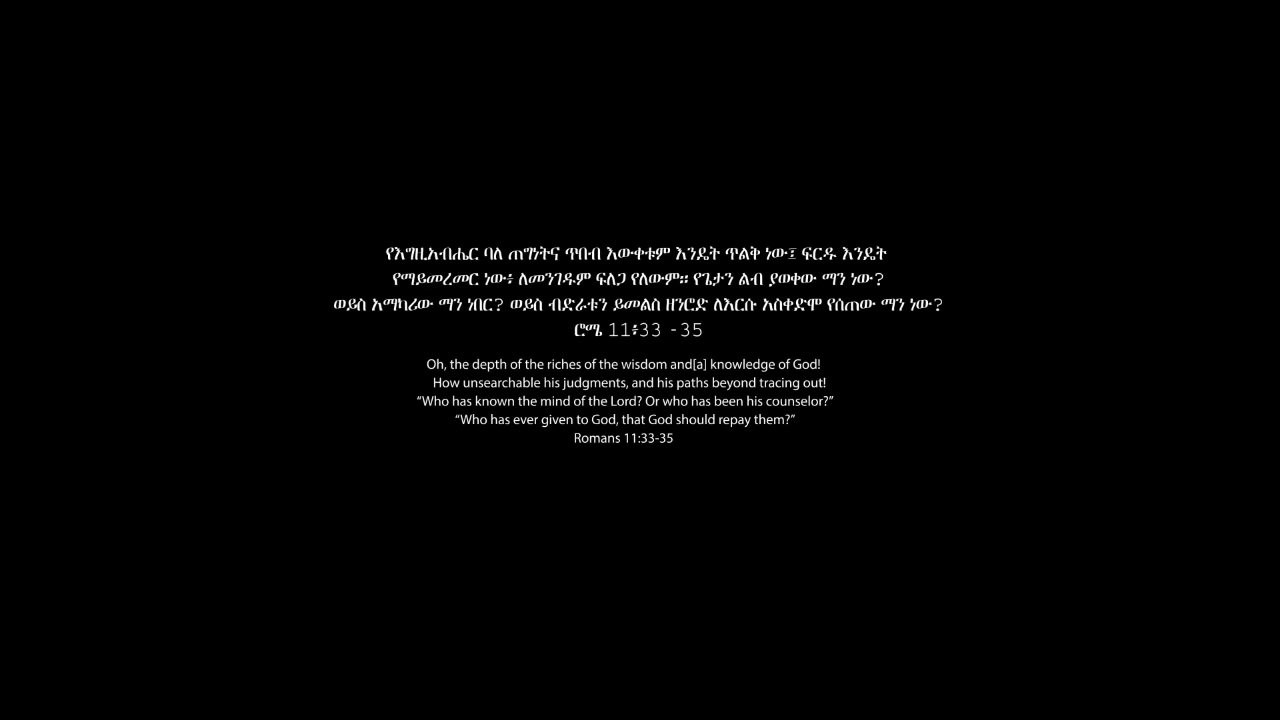 የእግዚአብሔር ባለ ጠግነትና ጥበብ እውቀቱም እንዴት ጥልቅ ነው፤ ፍርዱ እንዴት
የማይመረመር ነው፥ ለመንገዱም ፍለጋ የለውም። የጌታን ልብ ያወቀው ማን ነው?
ወይስ አማካሪው ማን ነበር? ወይስ ብድራቱን ይመልስ ዘንሮድ ለእርሱ አስቀድሞ የሰጠው ማን ነው?
ሮሜ 11፥33 -35
Oh, the depth of the riches of the wisdom and[a] knowledge of God!
How unsearchable his judgments, and his paths beyond tracing out!
“Who has known the mind of the Lord? Or who has been his counselor?”
“Who has ever given to God, that God should repay them?”
Romans 11:33-35